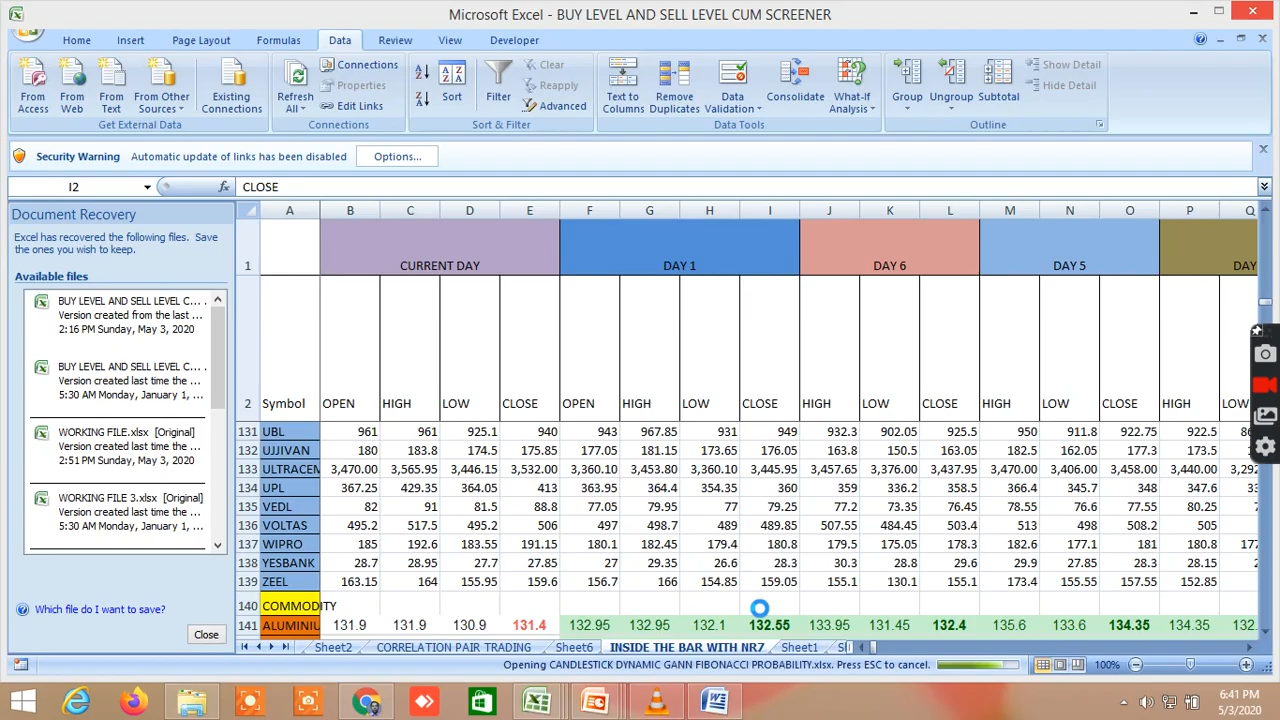 Microsoft Excel - BUY LEVEL AND SELL LEVEL CUM SCREENER
Home Insert Page Layout Formulas Data Review View Developer
From Access
From Web
From Text
From Other Sources
Existing Connections
Get External Data
Refresh All
Connections
Properties
Edit Links
Connections
Sort
Filter
Clear
Reapply
Advanced
Sort & Filter
Text to Columns
Remove Duplicates
Data Validation
Consolidate
What-If Analysis
Data Tools
Group
Ungroup
Subtotal
Show Detail
Hide Detail
Outline
Security Warning Automatic update of links has been disabled Options...
I2 fx CLOSE
Document Recovery
Excel has recovered the following files. Save
the ones you wish to keep.
Available files
BUY LEVEL AND SELL LEVEL C... .
Version created from the last ...
2:16 PM Sunday, May 3, 2020
BUY LEVEL AND SELL LEVEL C... .
Version created last time the ...
5:30 AM Monday, January 1, ...
WORKING FILE.xlsx [Original]
Version created last time the ...
2:51 PM Sunday, May 3, 2020
WORKING FILE 3.xlsx [Original]
Version created last time the ...
5:30 AM Monday, January 1, ...
Which file do I want to save?
Close
A B C D E F G H I J K L M N O P Q
1 CURRENT DAY DAY 1 DAY 6 DAY 5 DAY
2 Symbol OPEN HIGH LOW CLOSE OPEN HIGH LOW CLOSE HIGH LOW CLOSE HIGH LOW CLOSE HIGH LOW
131 UBL 961 961 925.1 940 943 967.85 931 949 932.3 902.05 925.5 950 911.8 922.75 922.5 86
132 UJJIVAN 180 183.8 174.5 175.85 177.05 181.15 173.65 176.05 163.8 150.5 163.05 182.5 162.05 177.3 173.5 1
133 ULTRACEM 3,470.00 3,565.95 3,446.15 3,532.00 3,360.10 3,453.80 3,360.10 3,445.95 3,457.65 3,376.00 3,437.95 3,470.00 3,406.00 3,458.00 3,440.00 3,292
134 UPL 367.25 429.35 364.05 413 363.95 364.4 354.35 360 359 336.2 358.5 366.4 345.7 348 347.6 33
135 VEDL 82 91 81.5 88.8 77.05 79.95 77 79.25 77.2 73.35 76.45 78.55 76.6 77.55 80.25 7
136 VOLTAS 495.2 517.5 495.2 506 497 498.7 489 489.85 507.55 484.45 503.4 513 498 508.2 505
137 WIPRO 185 192.6 183.55 191.15 180.1 182.45 179.4 180.8 179.5 175.05 178.3 182.6 177.1 181 180.8 177
138 YESBANK 28.7 28.95 27.7 27.85 27 29.35 26.6 28.3 30.3 28.8 29.6 29.95 27.85 28.3 28.15 2
139 ZEEL 163.15 164 155.95 159.6 156.7 166 154.85 159.05 155.1 130.1 155.1 173.4 155.55 157.55 152.85
140 COMMODITY
141 ALUMINIU 131.9 131.9 130.9 131.4 132.95 132.95 132.1 132.55 133.95 131.45 132.4 135.6 133.6 134.35 134.35 132.
Sheet2 CORRELATION PAIR TRADING Sheet6 INSIDE THE BAR WITH NR7 Sheet1
Opening CANDLESTICK DYNAMIC GANN FIBONACCI PROBABILITY.xlsx. Press ESC to cancel. 100%
6:41 PM
5/3/2020